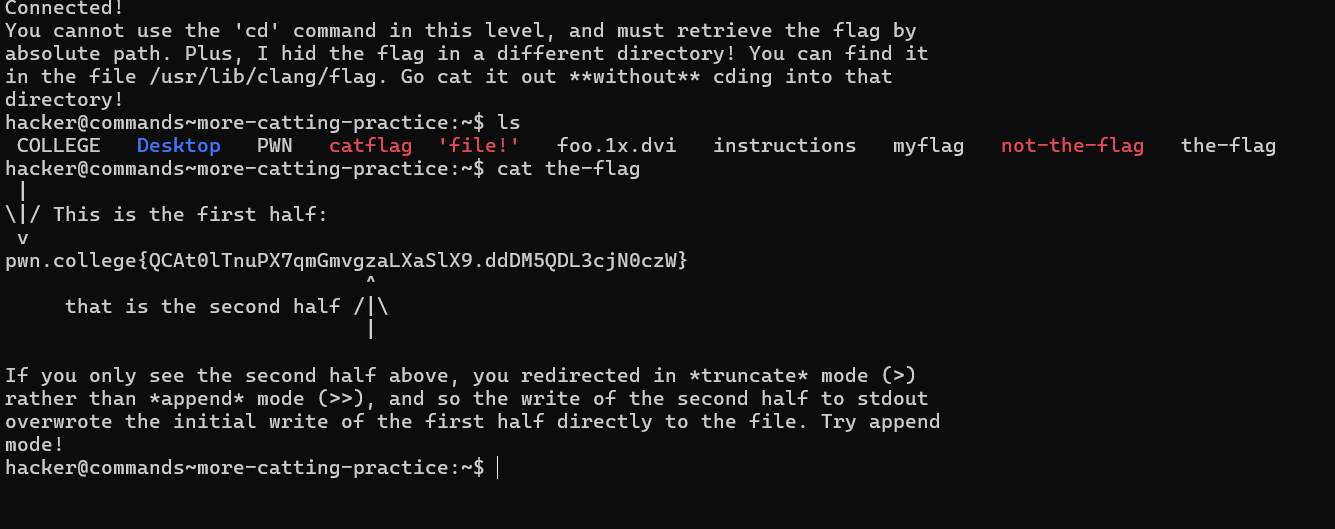 Connected!
You cannot use the 'cd' command in this level, and must retrieve the flag by
absolute path. Plus, I hid the flag in a different directory! You can find it
in the file /usr/lib/clang/flag. Go cat it out **without** cding into that
directory!
hacker@commands~more-catting-practice:~$ ls
 COLLEGE   Desktop   PWN   catflag  'file!'   foo.1x.dvi   instructions   myflag   not-the-flag   the-flag
hacker@commands~more-catting-practice:~$ cat the-flag
 |
\|/ This is the first half:
 v
pwn.college{QCAt0lTnuPX7qmGmvgzaLXaSlX9.ddDM5QDL3cjN0czW}
                              ^
     that is the second half /|\
                              |
If you only see the second half above, you redirected in *truncate* mode (>)
rather than *append* mode (>>), and so the write of the second half to stdout
overwrote the initial write of the first half directly to the file. Try append
mode!
hacker@commands~more-catting-practice:~$